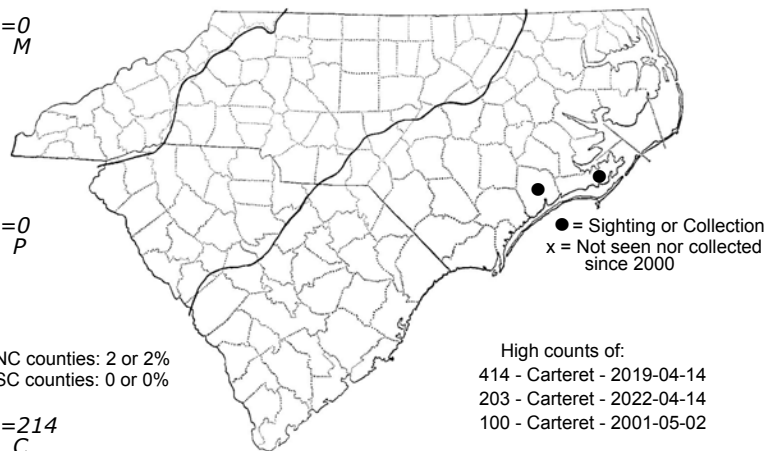 =0
M
=0
P
● = Sighting or Collection
x = Not seen nor collected
since 2000
NC counties: 2 or 2%
SC counties: 0 or 0%
High counts of:
414 - Carteret - 2019-04-14
203 - Carteret - 2022-04-14
100 - Carteret - 2001-05-02
=214
C